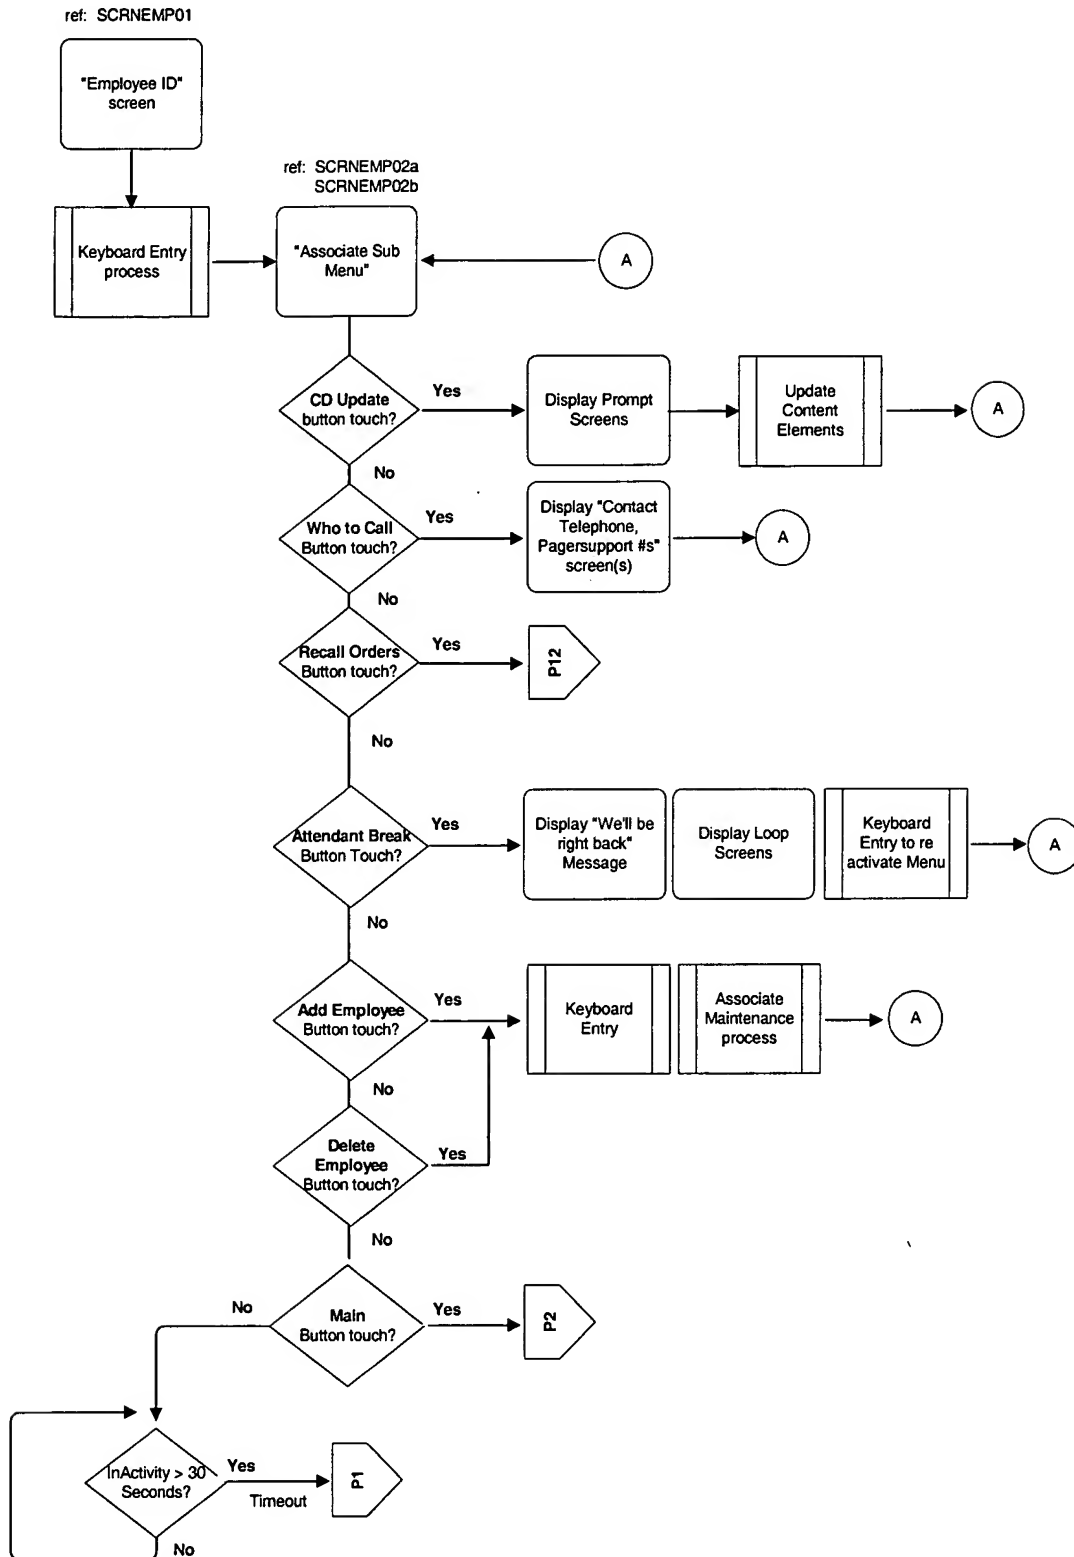 ref: SCRNEMP01
"Employee ID"
screen
ref: SCRNEMP02a
SCRNEMP02b
Keyboard Entry
process
"Associate Sub
Menu"
A
CD Update
button touch?
Yes
Display Prompt
Screens
Update
Content
Elements
A
No
Who to Call
Button touch?
Yes
Display "Contact
Telephone,
Pagersupport #s"
screen(s)
A
No
Recall Orders
Button touch?
Yes
P12
No
Attendant Break
Button Touch?
Yes
Display "We'll be
right back"
Message
Display Loop
Screens
Keyboard
Entry to re
activate Menu
A
No
Add Employee
Button touch?
Yes
Keyboard
Entry
Associate
Maintenance
process
A
No
Delete
Employee
Button touch?
Yes
No
Main
Button touch?
No
Yes
P2
InActivity > 30
Seconds?
Yes
Timeout
P1
No